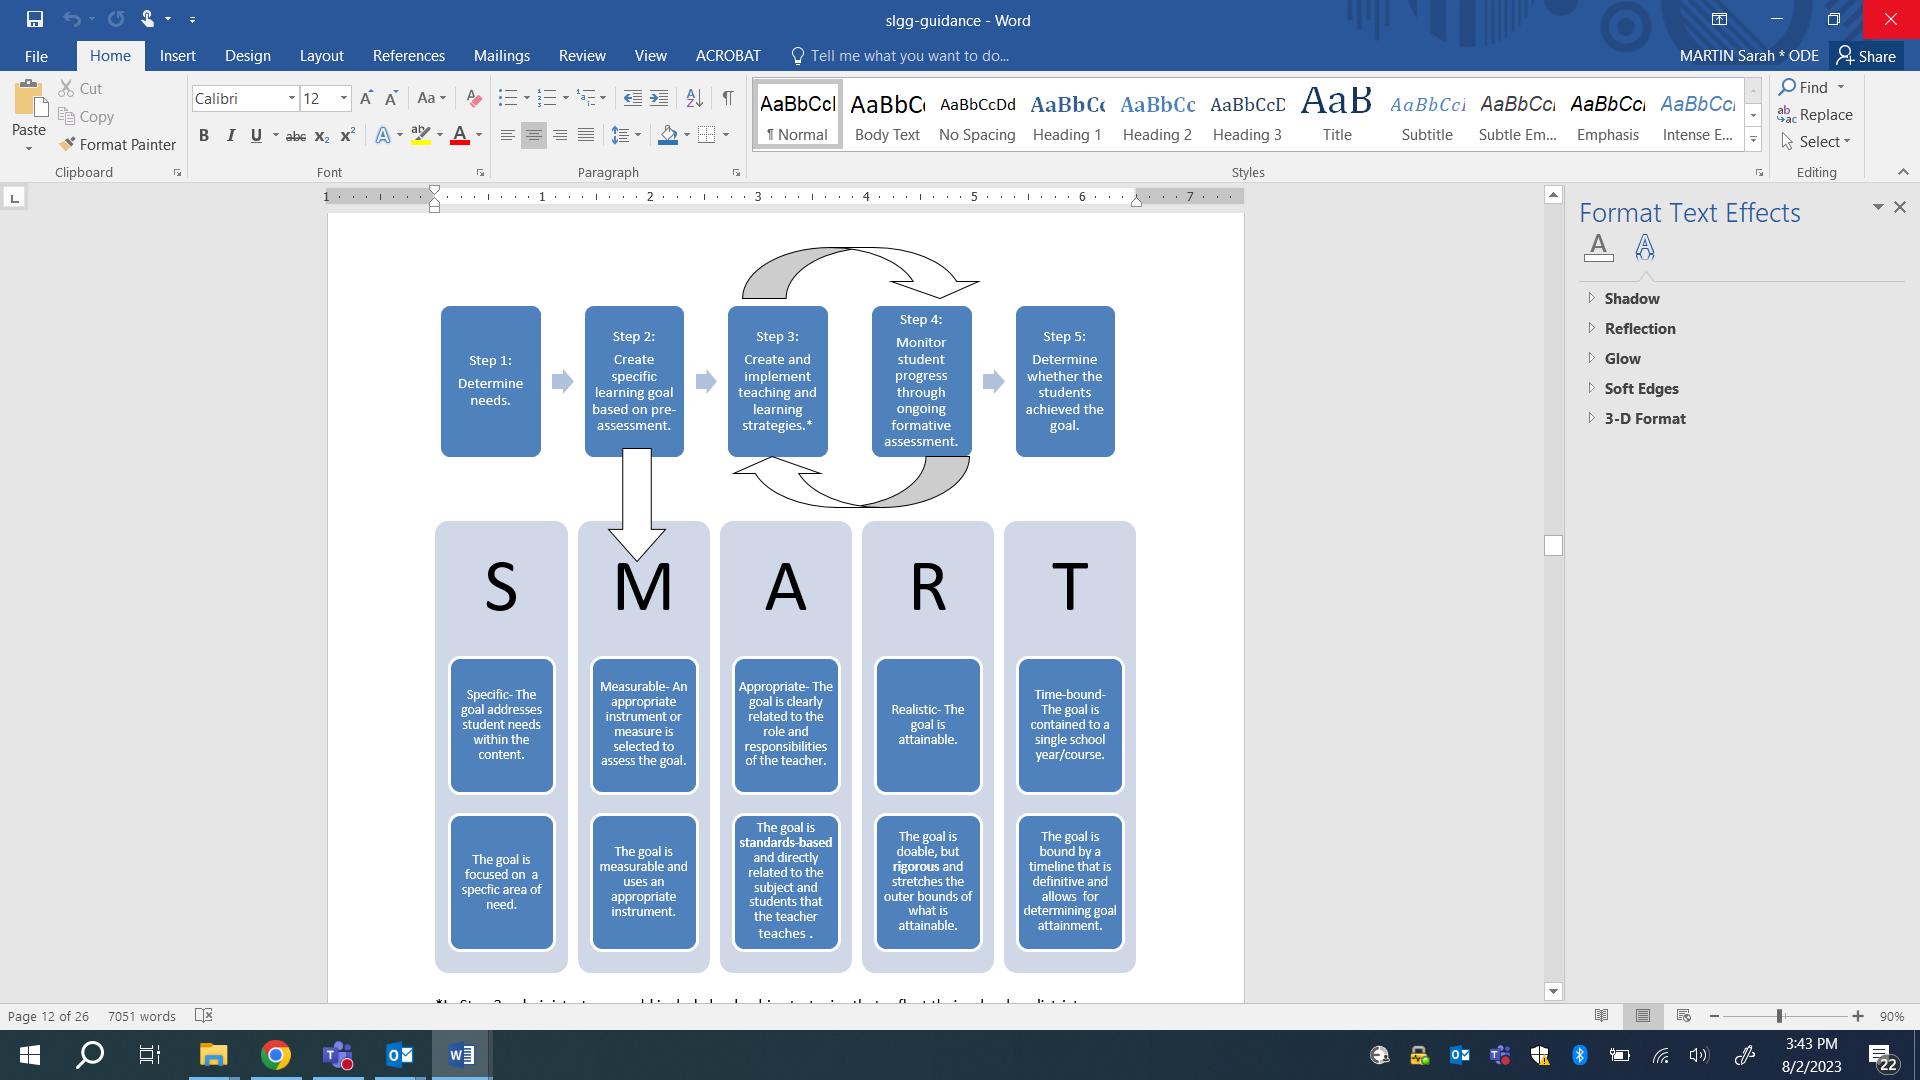 slgg-guidance - Word
File Home Insert Design Layout References Mailings Review View ACROBAT Tell me what you want to do... MARTIN Sarah * ODE Share
Paste
Cut
Copy
Format Painter
Clipboard
Calibri 12
Font
Paragraph
AaBbCcI AaBbC AaBbCcDd AaBbCc AaBbCc AaBbCcD AaB AaBbCcI AaBbCcI AaBbCcI AaBbCcI
¶ Normal Body Text No Spacing Heading 1 Heading 2 Heading 3 Title Subtitle Subtle Em... Emphasis Intense E...
Styles
Find
Replace
Select
Editing
1 1 2 3 4 5 6 7
Step 1:
Determine
needs.
Step 2:
Create
specific
learning goal
based on pre-
assessment.
Step 3:
Create and
implement
teaching and
learning
strategies.*
Step 4:
Monitor
student
progress
through
ongoing
formative
assessment.
Step 5:
Determine
whether the
students
achieved the
goal.
S M A R T
Specific- The
goal addresses
student needs
within the
content.
Measurable- An
appropriate
instrument or
measure is
selected to
assess the goal.
Appropriate- The
goal is clearly
related to the
role and
responsibilities
of the teacher.
Realistic- The
goal is
attainable.
Time-bound-
The goal is
contained to a
single school
year/course.
The goal is
focused on a
specfic area of
need.
The goal is
measurable and
uses an
appropriate
instrument.
The goal is
standards-based
and directly
related to the
subject and
students that
the teacher
teaches .
The goal is
doable, but
rigorous and
stretches the
outer bounds of
what is
attainable.
The goal is
bound by a
timeline that is
definitive and
allows for
determining goal
attainment.
Format Text Effects
Shadow
Reflection
Glow
Soft Edges
3-D Format
Page 12 of 26 7051 words 90%
3:43 PM
8/2/2023
22